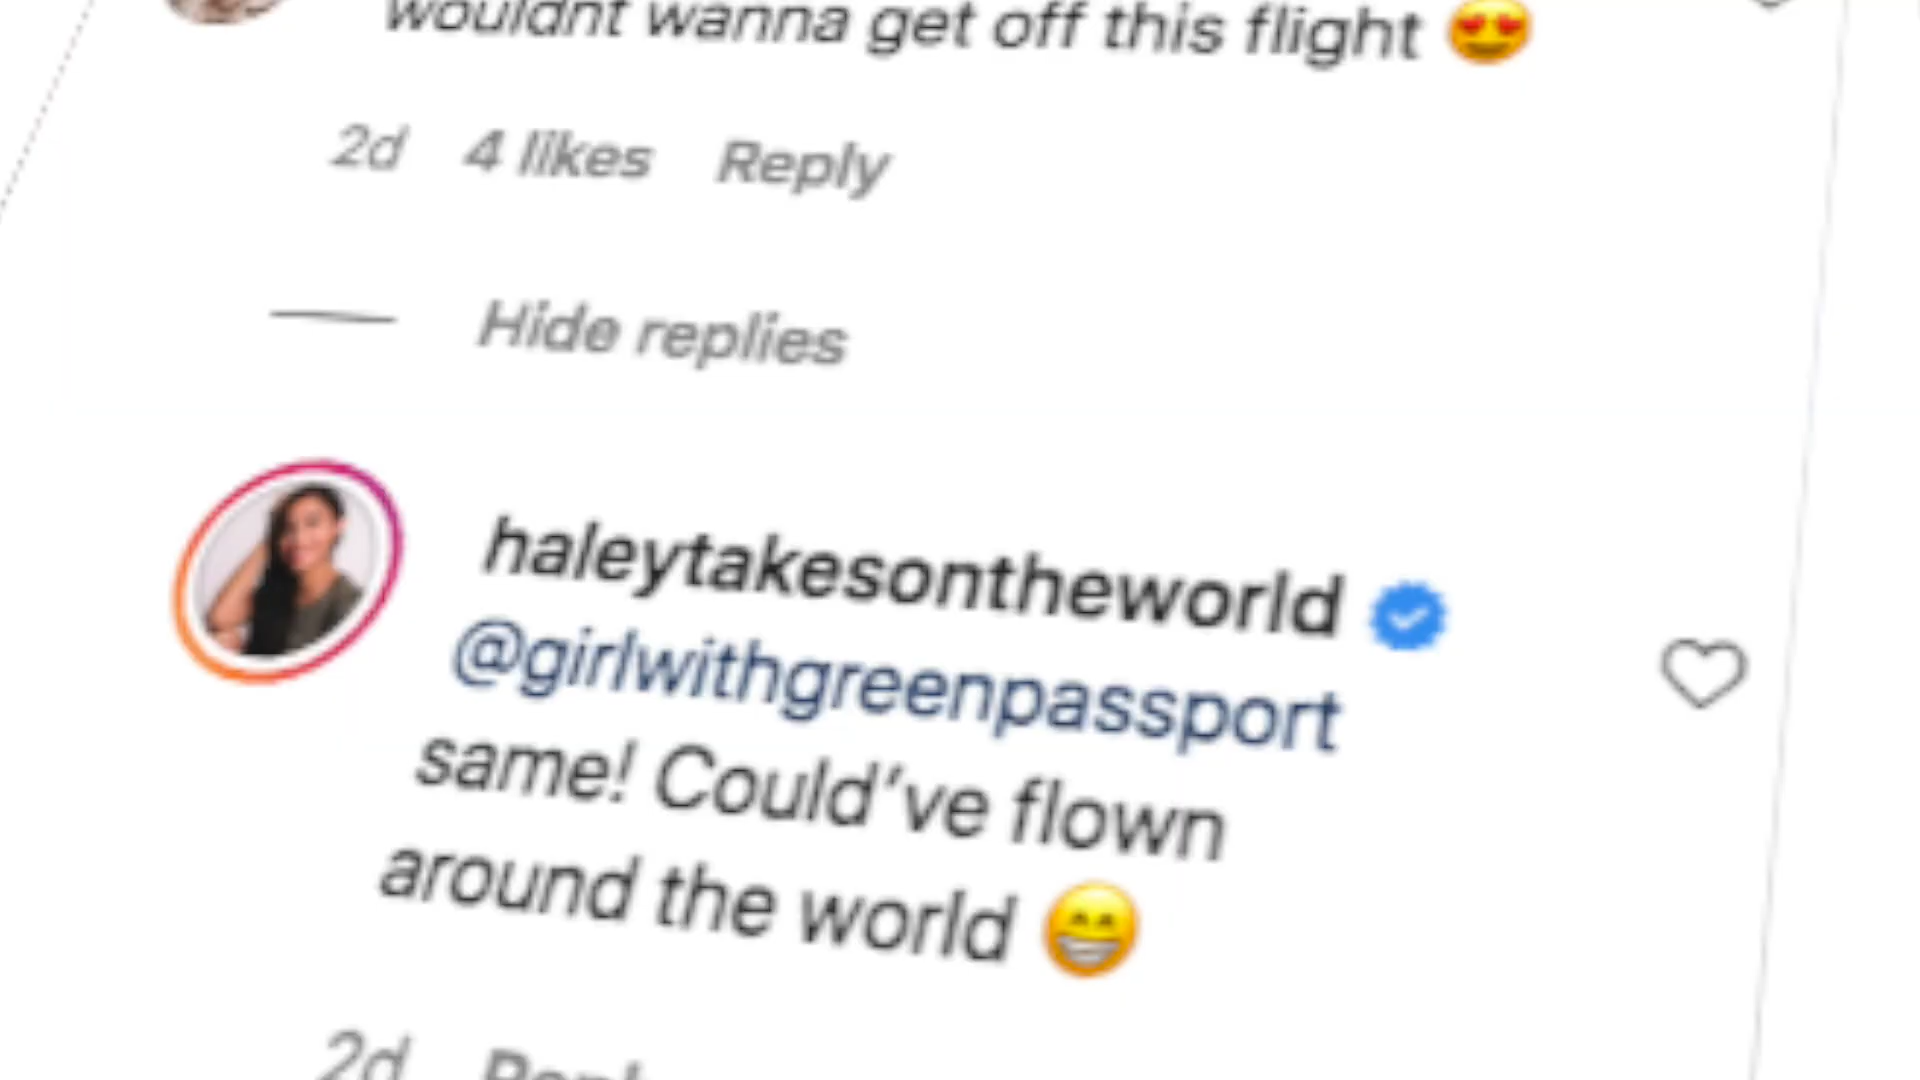 wouldnt wanna get off this flight 😍
2d 4 likes Reply
Hide replies
haleytakesontheworld
@girlwithgreenpassport
same! Could've flown
around the world 😁
2d Reply